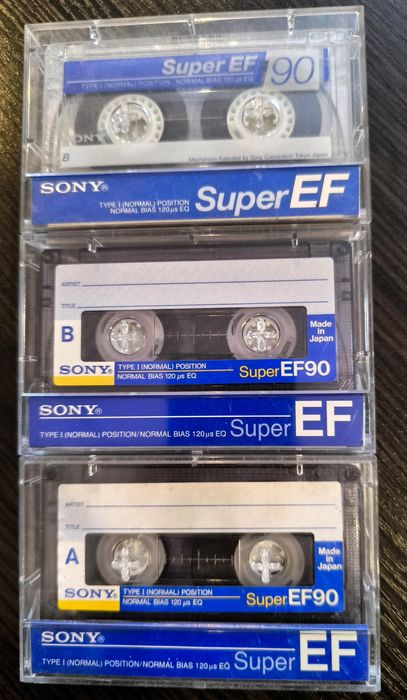 Super EF 90
TYPE I (NORMAL) POSITION NORMAL BIAS 120 µs EQ
SONY
B
Mechanism Patented by Sony Corporation Tokyo Japan
SONY®
TYPE I (NORMAL) POSITION
NORMAL BIAS 120 µs EQ
Super EF
ARTIST
TITLE
B
Made in Japan
SONY®
TYPE I (NORMAL) POSITION
NORMAL BIAS 120 µs EQ
Super EF90
SONY®
TYPE I (NORMAL) POSITION/NORMAL BIAS 120 µs EQ
Super EF
ARTIST
TITLE
A
Made in Japan
SONY®
TYPE I (NORMAL) POSITION
NORMAL BIAS 120 µs EQ
Super EF90
SONY®
TYPE I (NORMAL) POSITION/NORMAL BIAS 120 µs EQ
Super EF